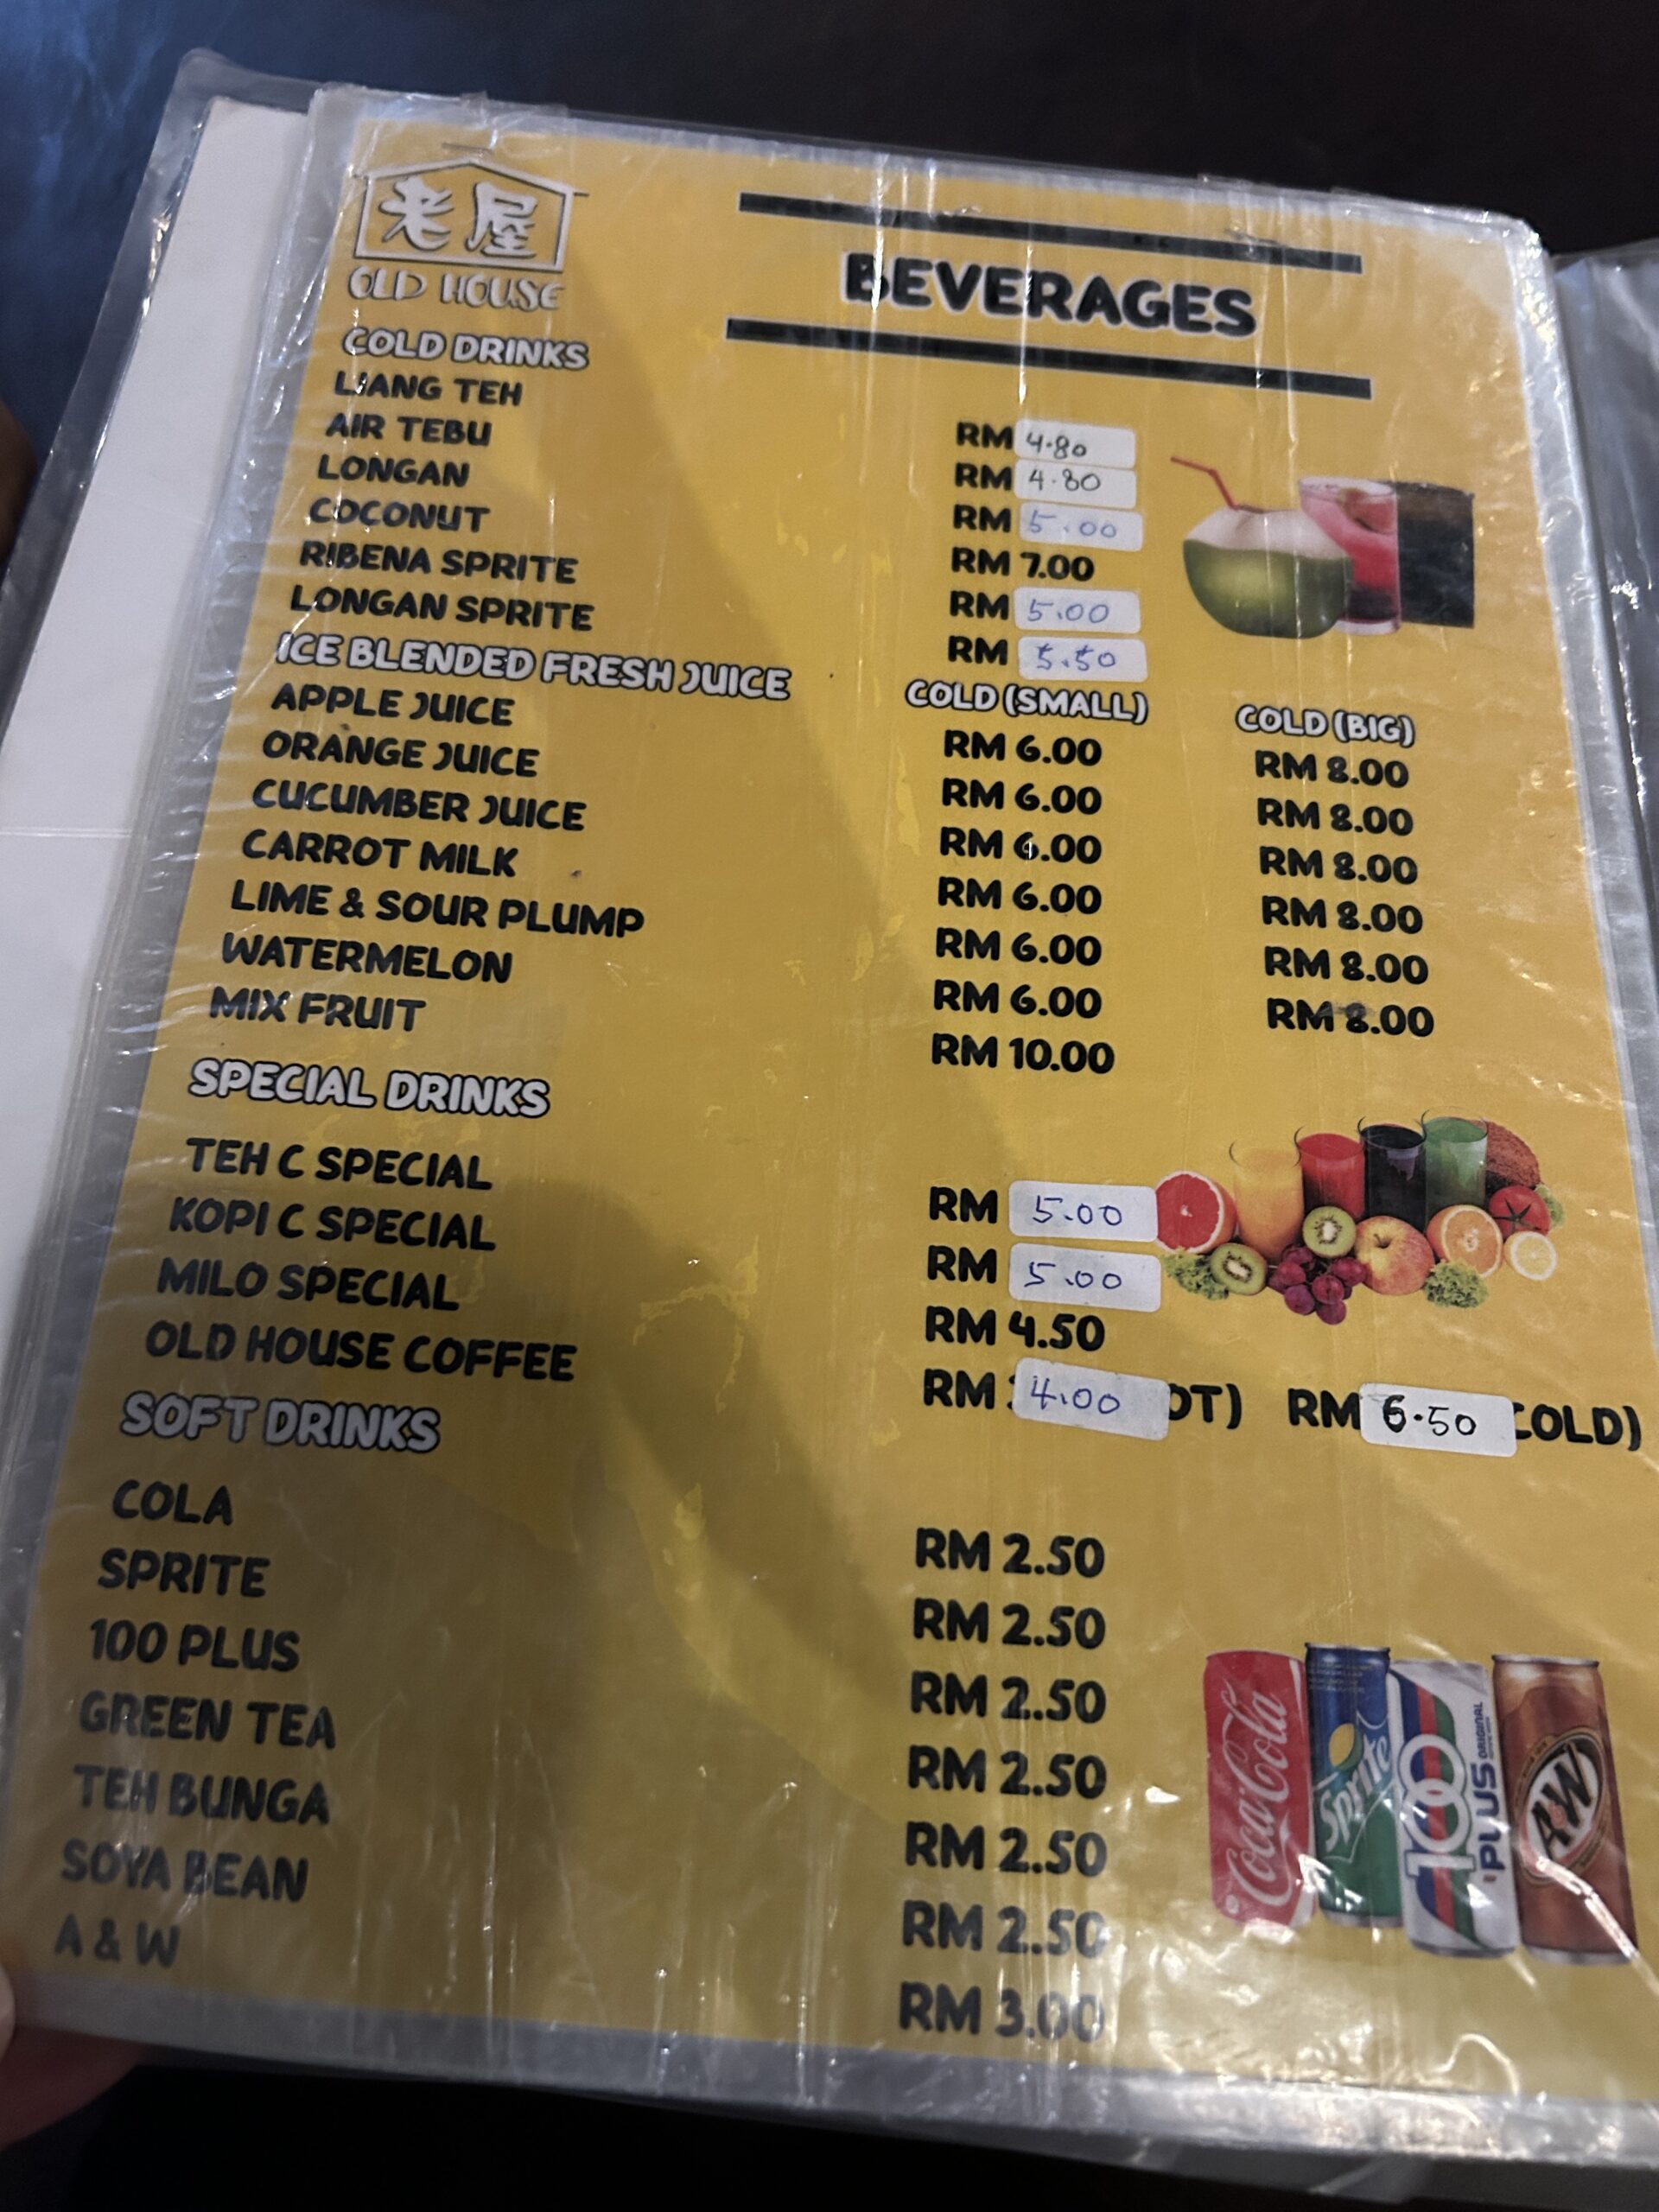 老屋
OLD HOUSE
BEVERAGES
COLD DRINKS
LIANG TEH RM 4.80
AIR TEBU RM 4.80
LONGAN RM 5.00
COCONUT RM 7.00
RIBENA SPRITE RM 5.00
LONGAN SPRITE RM 5.50
ICE BLENDED FRESH JUICE COLD (SMALL) COLD (BIG)
APPLE JUICE RM 6.00 RM 8.00
ORANGE JUICE RM 6.00 RM 8.00
CUCUMBER JUICE RM 6.00 RM 8.00
CARROT MILK RM 6.00 RM 8.00
LIME & SOUR PLUMP RM 6.00 RM 8.00
WATERMELON RM 6.00 RM 8.00
MIX FRUIT RM 10.00
SPECIAL DRINKS
TEH C SPECIAL RM 5.00
KOPI C SPECIAL RM 5.00
MILO SPECIAL RM 4.50
OLD HOUSE COFFEE RM 4.00 OT) RM 6.50 COLD)
SOFT DRINKS
COLA RM 2.50
SPRITE RM 2.50
100 PLUS RM 2.50
GREEN TEA RM 2.50
TEH BUNGA RM 2.50
SOYA BEAN RM 2.50
A & W RM 3.00
Coca-Cola
Sprite
100 PLUS ORIGINAL
A&W